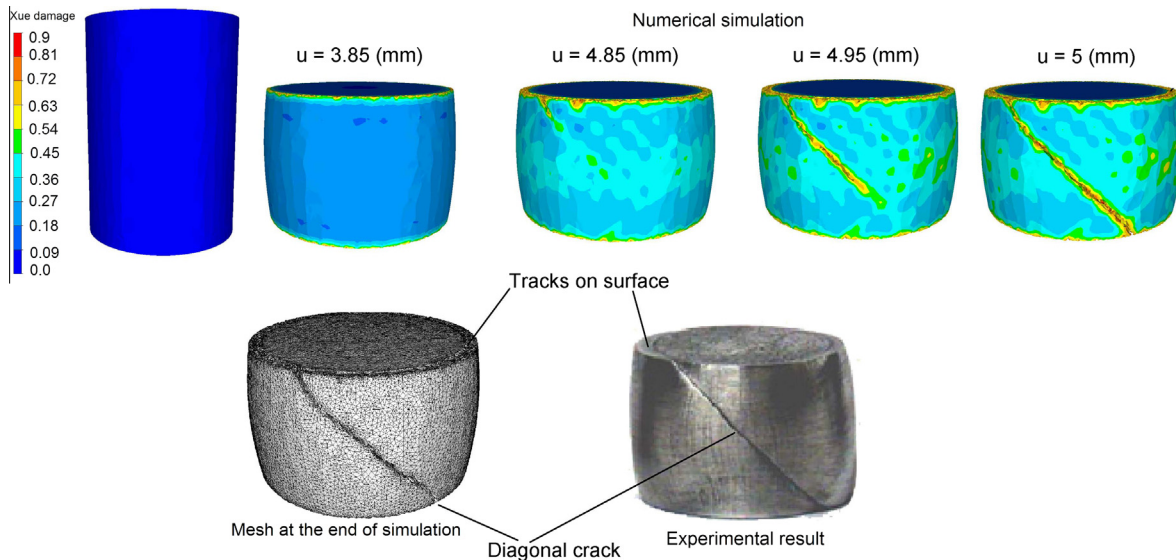 Xue damage
0.9
0.81
0.72
0.63
0.54
0.45
0.36
0.27
0.18
0.09
0.0
Numerical simulation
u = 3.85 (mm)
u = 4.85 (mm)
u = 4.95 (mm)
u = 5 (mm)
Tracks on surface
Mesh at the end of simulation
Experimental result
Diagonal crack